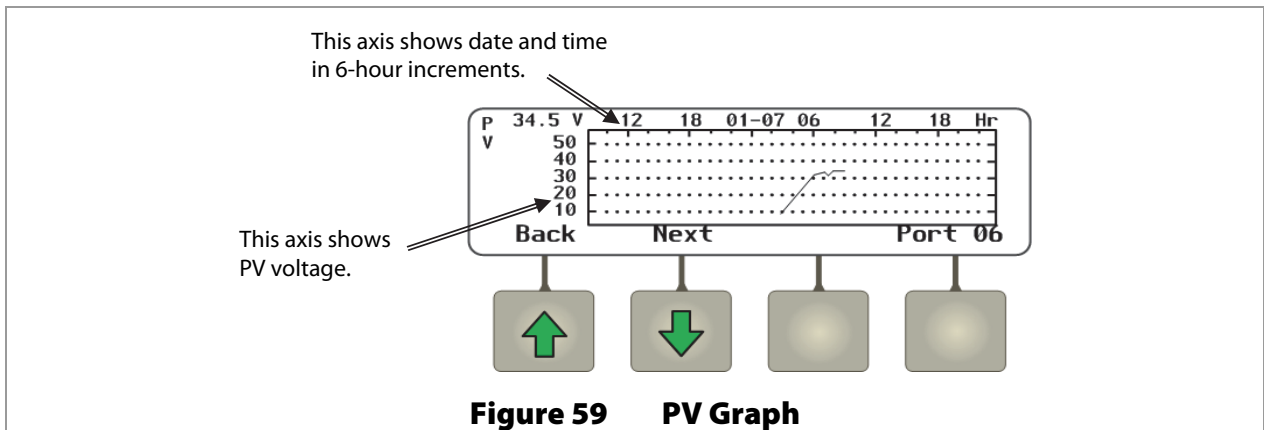 This axis shows date and time
in 6-hour increments.
P 34.5 V 12 18 01-07 06 12 18 Hr
V
50
40
30
20
10
This axis shows
PV voltage.
Back Next Port 06
Figure 59 PV Graph